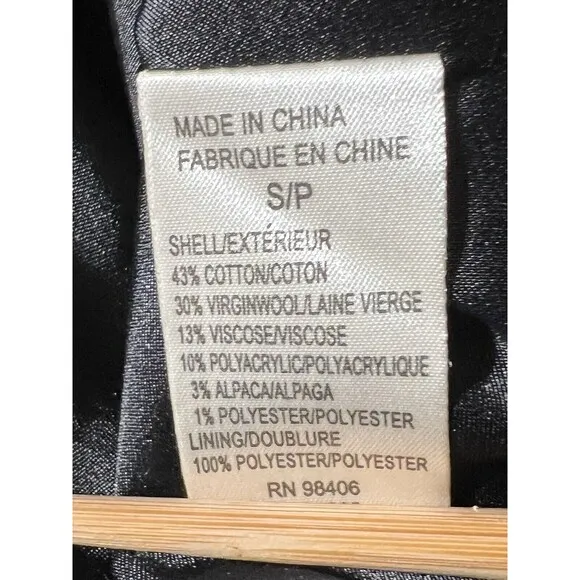 MADE IN CHINA
FABRIQUE EN CHINE
S/P
SHELL/EXTÉRIEUR
43% COTTON/COTON
30% VIRGINWOOL/LAINE VIERGE
13% VISCOSE/VISCOSE
10% POLYACRYLIC/POLYACRYLIQUE
3% ALPACA/ALPAGA
1% POLYESTER/POLYESTER
LINING/DOUBLURE
100% POLYESTER/POLYESTER
RN 98406